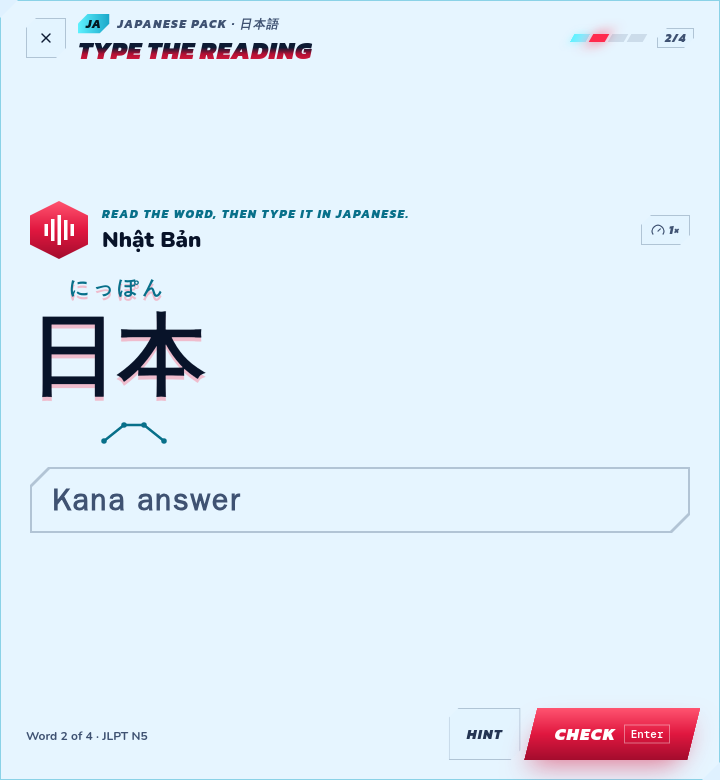 JA JAPANESE PACK · 日本語
TYPE THE READING
2/4
READ THE WORD, THEN TYPE IT IN JAPANESE.
Nhật Bản
1×
にっぽん
日本
Kana answer
Word 2 of 4 · JLPT N5
HINT
CHECK Enter